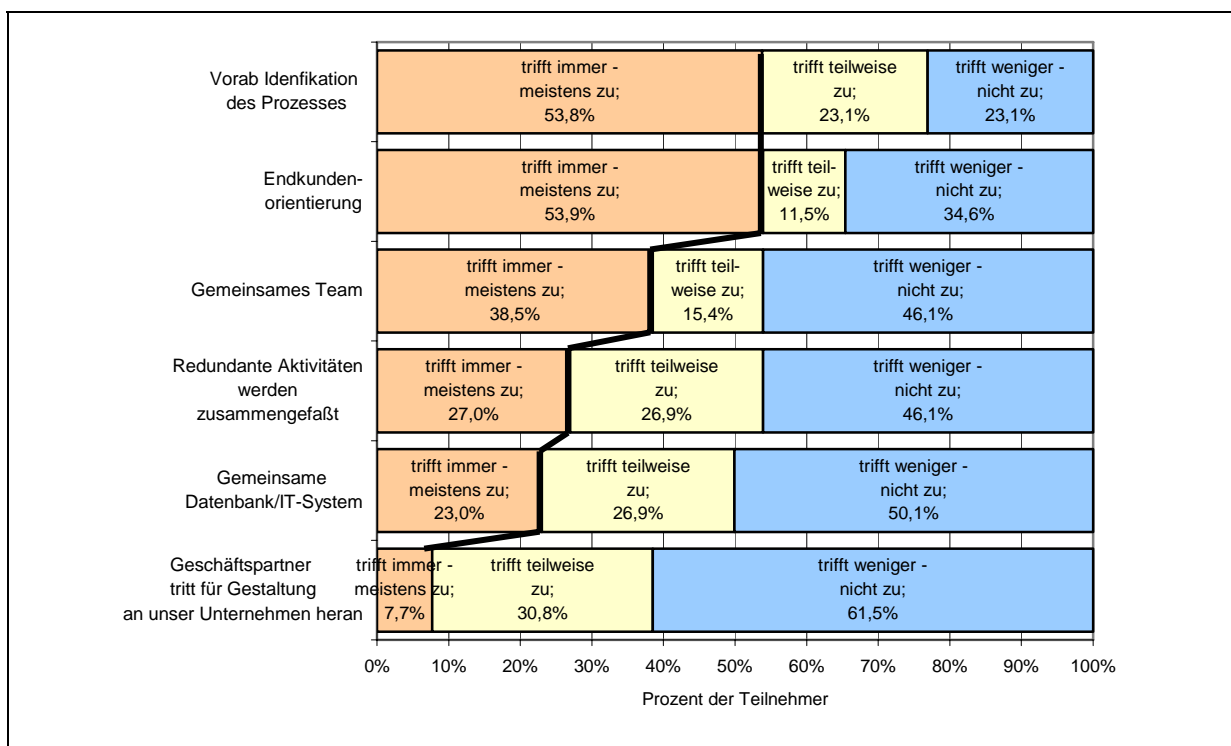 Vorab Idenfikation
des Prozesses
trifft immer -
meistens zu;
53,8%
trifft teilweise
zu;
23,1%
trifft weniger -
nicht zu;
23,1%
Endkunden-
orientierung
trifft immer -
meistens zu;
53,9%
trifft teil-
weise zu;
11,5%
trifft weniger -
nicht zu;
34,6%
Gemeinsames Team
trifft immer -
meistens zu;
38,5%
trifft teil-
weise zu;
15,4%
trifft weniger -
nicht zu;
46,1%
Redundante Aktivitäten
werden
zusammengefaßt
trifft immer -
meistens zu;
27,0%
trifft teilweise
zu;
26,9%
trifft weniger -
nicht zu;
46,1%
Gemeinsame
Datenbank/IT-System
trifft immer -
meistens zu;
23,0%
trifft teilweise
zu;
26,9%
trifft weniger -
nicht zu;
50,1%
Geschäftspartner
tritt für Gestaltung
an unser Unternehmen heran
trifft immer -
meistens zu;
7,7%
trifft teilweise
zu;
30,8%
trifft weniger -
nicht zu;
61,5%
0% 10% 20% 30% 40% 50% 60% 70% 80% 90% 100%
Prozent der Teilnehmer